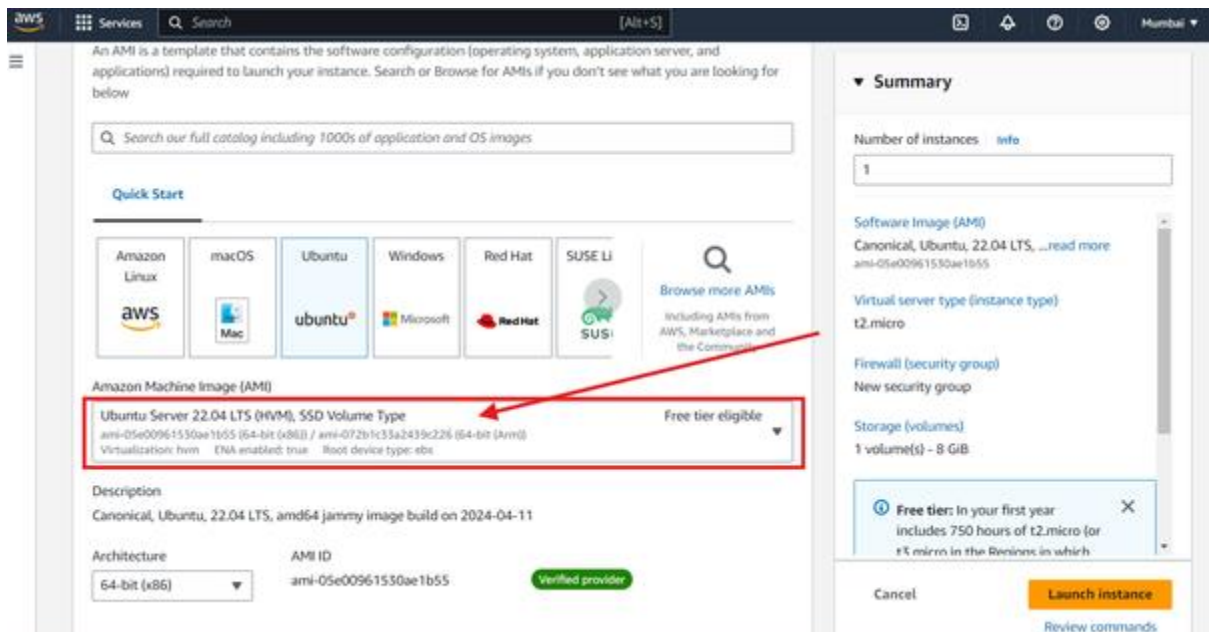 aws
Services
Search
[Alt+S]
Mumbai
An AMI is a template that contains the software configuration (operating system, application server, and
applications) required to launch your instance. Search or Browse for AMIs if you don't see what you are looking for
below
Search our full catalog including 1000s of application and OS images
Quick Start
Amazon
Linux
aws
macOS
Mac
Ubuntu
ubuntu
Windows
Microsoft
Red Hat
Red Hat
SUSE Li
SUS
Browse more AMIs
Including AMIs from
AWS, Marketplace and
the Community
Amazon Machine Image (AMI)
Ubuntu Server 22.04 LTS (HVM), SSD Volume Type
Free tier eligible
ami-05e00961530ae1b55 (64-bit (x86)) / ami-072b1c33a2439c226 (64-bit (Arm))
Virtualization: hvm ENA enabled: true Root device type: ebs
Description
Canonical, Ubuntu, 22.04 LTS, amd64 jammy image build on 2024-04-11
Architecture
64-bit (x86)
AMI ID
ami-05e00961530ae1b55
Verified provider
Summary
Number of instances Info
1
Software Image (AMI)
Canonical, Ubuntu, 22.04 LTS, ...read more
ami-05e00961530ae1b55
Virtual server type (instance type)
t2.micro
Firewall (security group)
New security group
Storage (volumes)
1 volume(s) - 8 GiB
Free tier: In your first year
includes 750 hours of t2.micro (or
t3.micro in the Regions in which
Cancel
Launch instance
Review commands